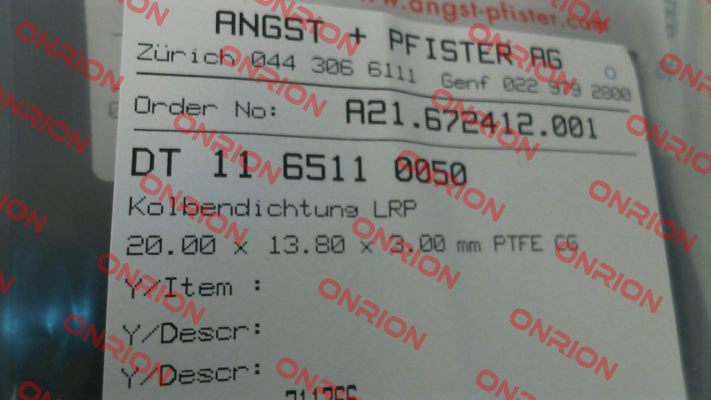 www.angst-pfister.com
ANGST + PFISTER AG
Zürich 044 306 6111 Genf 022 979 2800
Order No: A21.672412.001
DT 11 6511 0050
Kolbendichtung LRP
20.00 x 13.80 x 3.00 mm PTFE CG
Y/Item :
Y/Descr:
Y/Descr:
ONRION